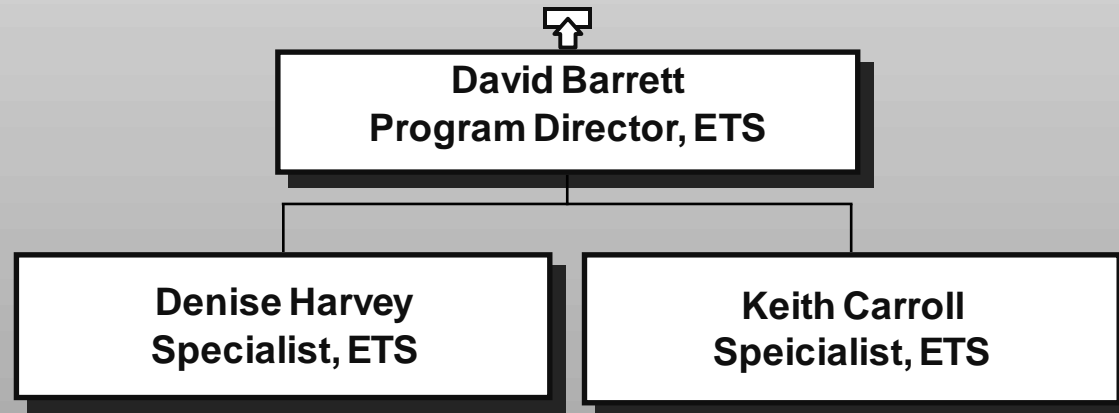 David Barrett
Program Director, ETS
Denise Harvey
Specialist, ETS
Keith Carroll
Speicialist, ETS